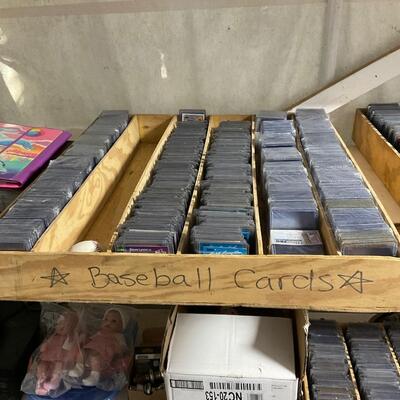 ☆ Baseball Cards ☆
NC20-153